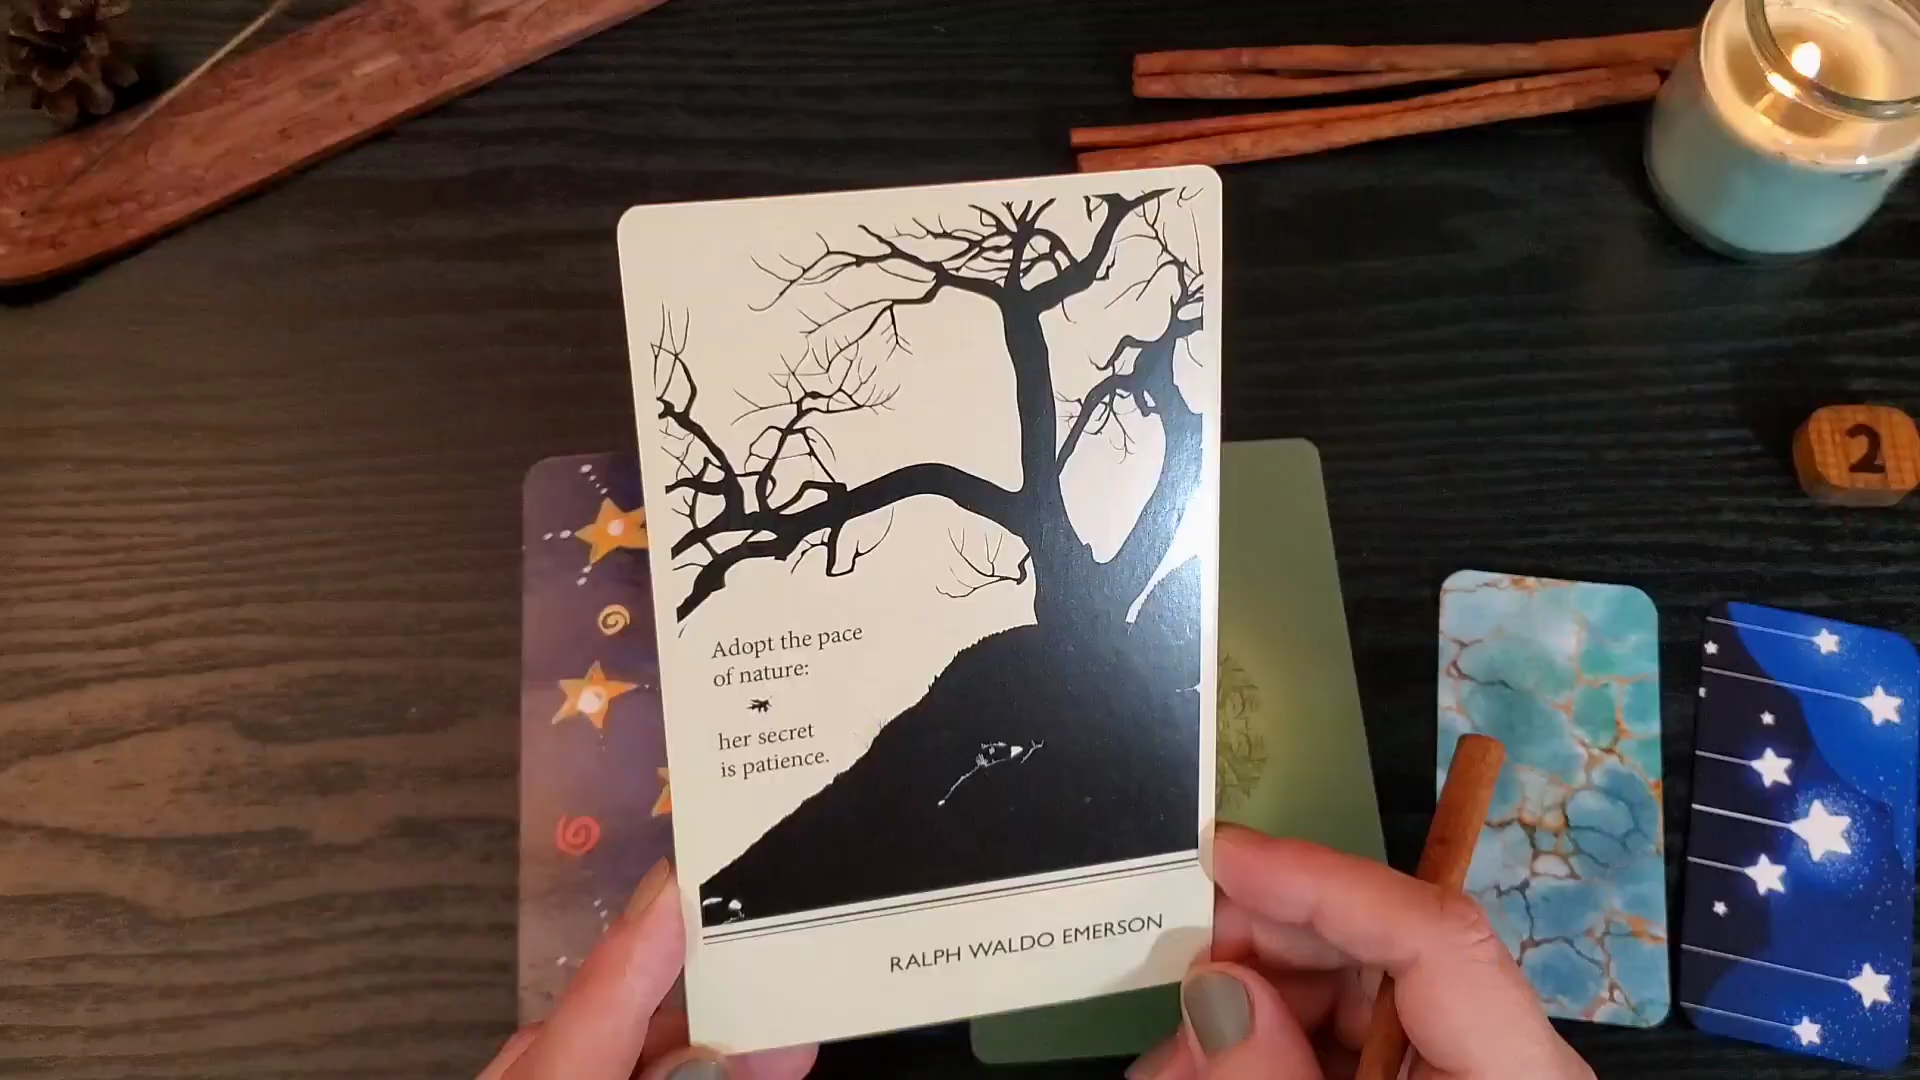 Adopt the pace
of nature:
her secret
is patience.
RALPH WALDO EMERSON
2